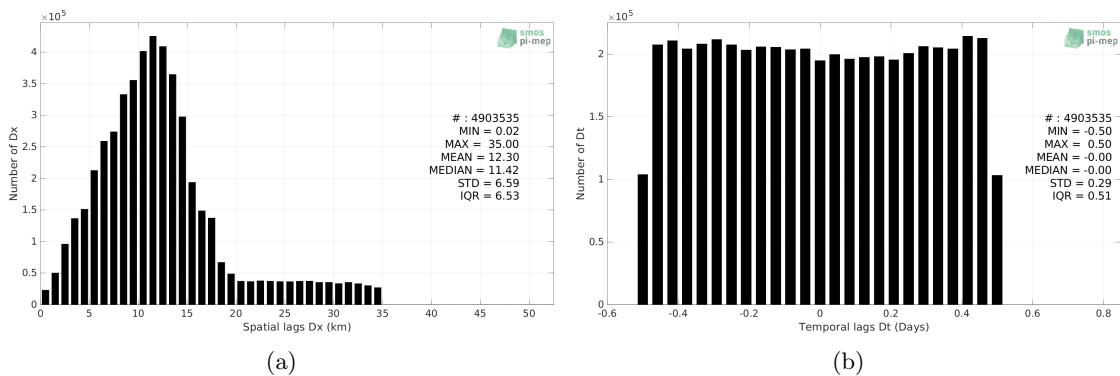 ×10⁵
4
3.5
3
2.5
2
1.5
1
0.5
0
Number of Dx
0 5 10 15 20 25 30 35 40 45 50
Spatial lags Dx (km)
smos
pi-mep
# : 4903535
MIN = 0.02
MAX = 35.00
MEAN = 12.30
MEDIAN = 11.42
STD = 6.59
IQR = 6.53
(a)
×10⁵
2
1.5
1
0.5
0
Number of Dt
-0.6 -0.4 -0.2 0 0.2 0.4 0.6 0.8
Temporal lags Dt (Days)
smos
pi-mep
# : 4903535
MIN = -0.50
MAX = 0.50
MEAN = -0.00
MEDIAN = -0.00
STD = 0.29
IQR = 0.51
(b)